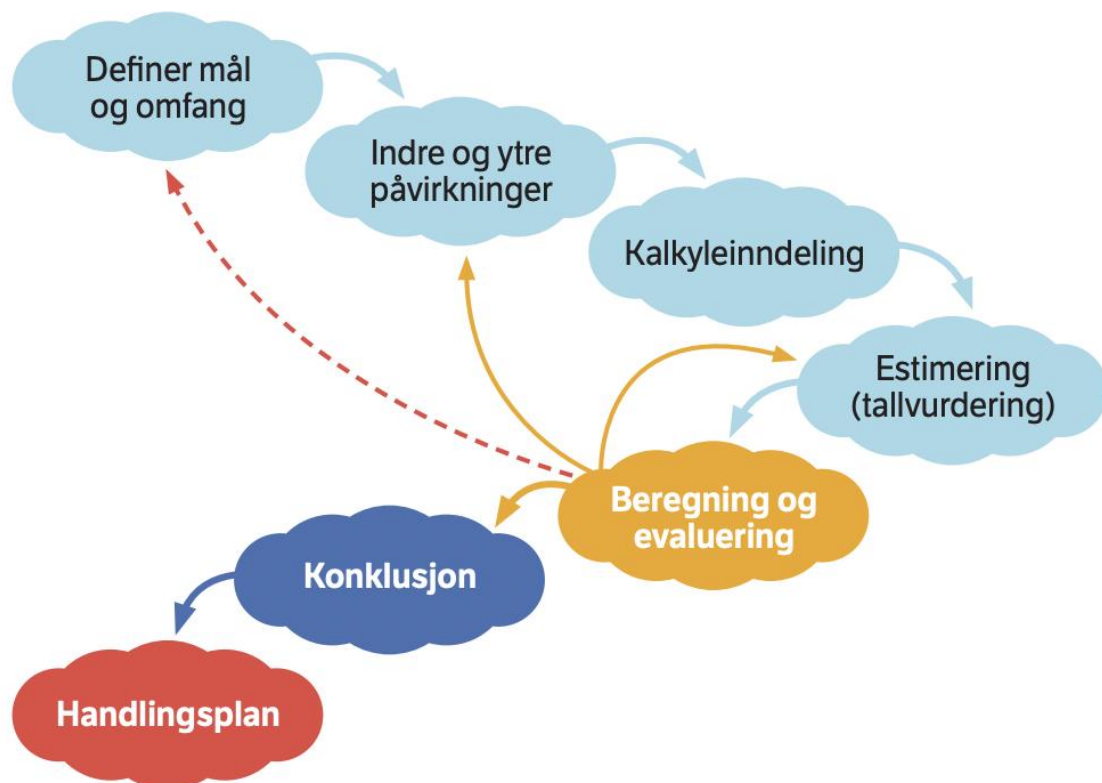 Definer mål
og omfang
Indre og ytre
påvirkninger
Kalkyleinndeling
Estimering
(tallvurdering)
Beregning og
evaluering
Konklusjon
Handlingsplan